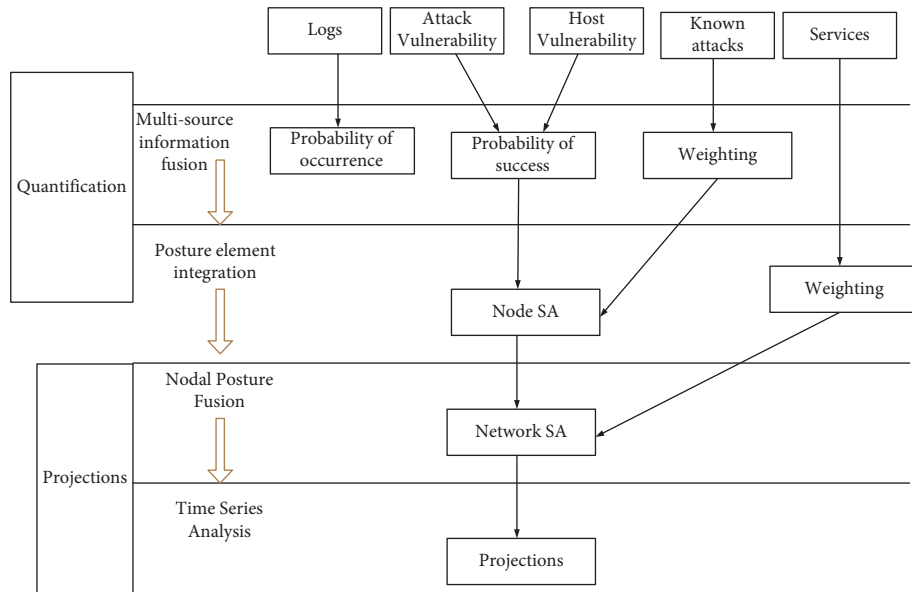 Logs
Attack
Vulnerability
Host
Vulnerability
Known
attacks
Services
Quantification
Multi-source
information
fusion
Probability of
occurrence
Probability of
success
Weighting
Posture element
integration
Weighting
Node SA
Projections
Nodal Posture
Fusion
Network SA
Time Series
Analysis
Projections